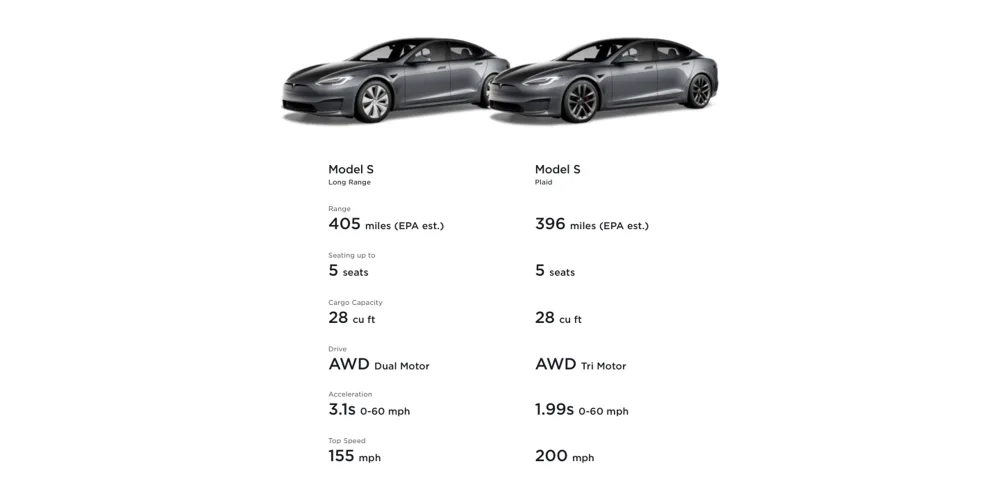 Model S Model S
Long Range Plaid
Range
405 miles (EPA est.) 396 miles (EPA est.)
Seating up to
5 seats 5 seats
Cargo Capacity
28 cu ft 28 cu ft
Drive
AWD Dual Motor AWD Tri Motor
Acceleration
3.1s 0-60 mph 1.99s 0-60 mph
Top Speed
155 mph 200 mph